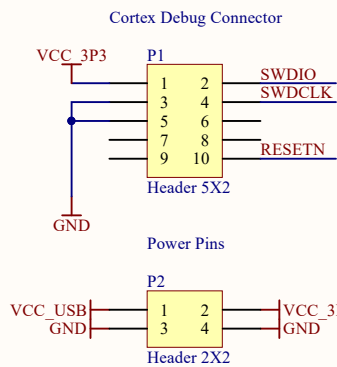 Cortex Debug Connector
VCC_3P3
P1
1 2 SWDIO
3 4 SWDCLK
5 6
7 8
9 10 RESETN
Header 5X2
GND
Power Pins
P2
VCC_USB 1 2
GND 3 4 GND
Header 2X2